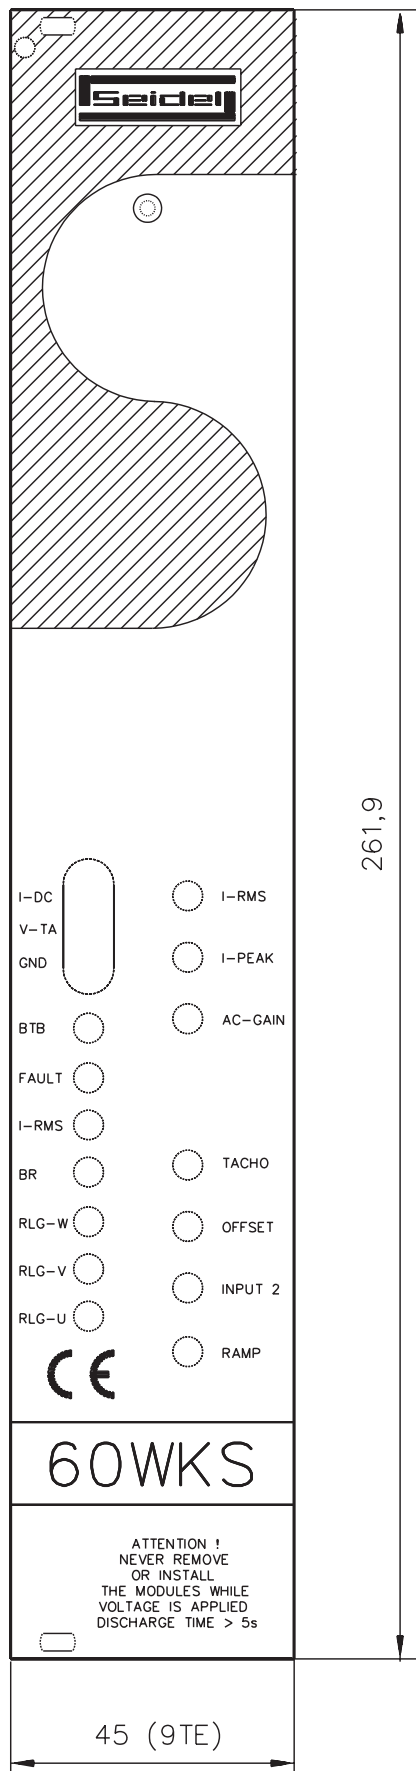 Seidel
261,9
I-DC
V-TA
GND
BTB
FAULT
I-RMS
BR
RLG-W
RLG-V
RLG-U
I-RMS
I-PEAK
AC-GAIN
TACHO
OFFSET
INPUT 2
RAMP
CE
60WKS
ATTENTION !
NEVER REMOVE
OR INSTALL
THE MODULES WHILE
VOLTAGE IS APPLIED
DISCHARGE TIME > 5s
45 (9TE)